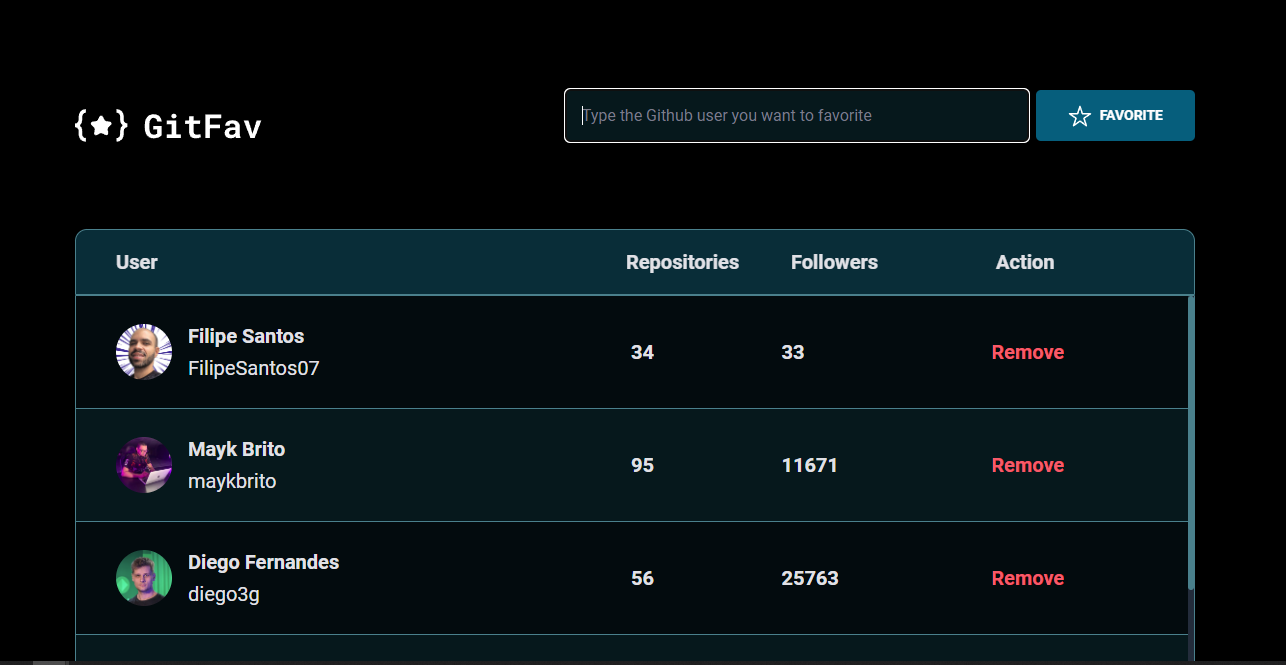 {★} GitFav
Type the Github user you want to favorite
FAVORITE
User Repositories Followers Action
Filipe Santos
FilipeSantos07
34 33 Remove
Mayk Brito
maykbrito
95 11671 Remove
Diego Fernandes
diego3g
56 25763 Remove